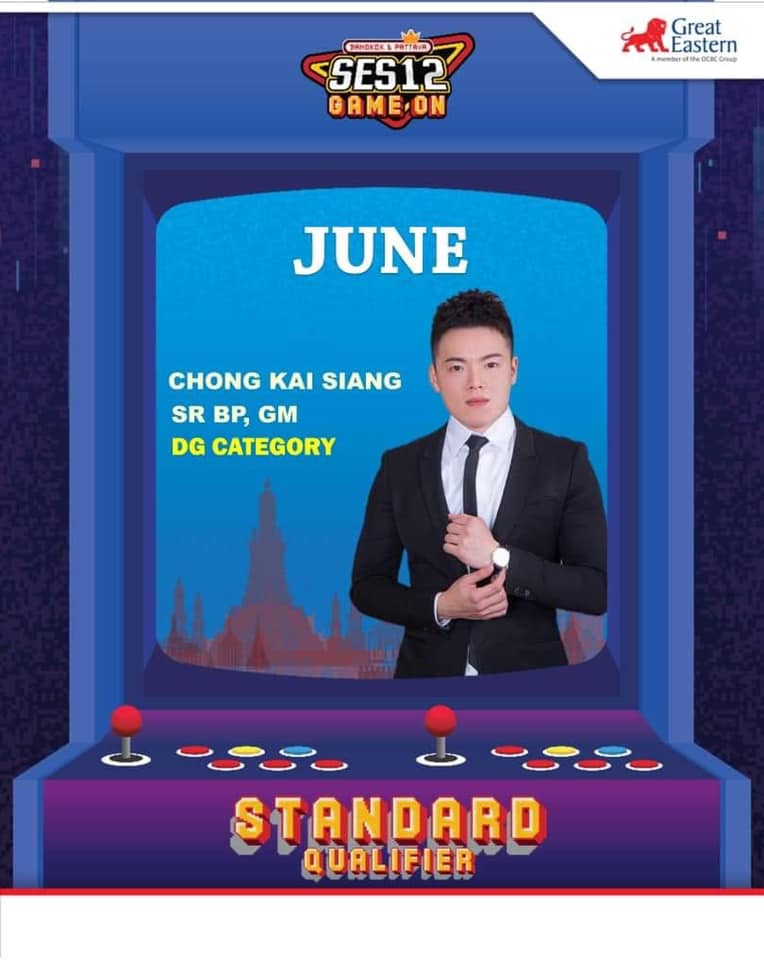 BANGKOK & PATTAYA
SES12
GAME ON
Great
Eastern
A member of the OCBC Group
JUNE
CHONG KAI SIANG
SR BP, GM
DG CATEGORY
STANDARD
QUALIFIER